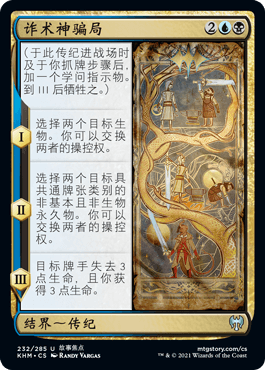 诈术神骗局 2
（于此传纪进战场时
及于你抓牌步骤后，
加一个学问指示物。
到 III 后牺牲之。）
I
选择两个目标生
物。你可以交换
两者的操控权。
II
选择两个目标具
共通牌张类别的
非基本且非生物
永久物。你可以
交换两者的操控
权。
III
目标牌手失去 3
点生命，且你获
得 3 点生命。
结界～传纪
232/285 U 故事焦点
KHM • CS RANDY VARGAS
mtgstory.com/cs
™ & © 2021 Wizards of the Coast